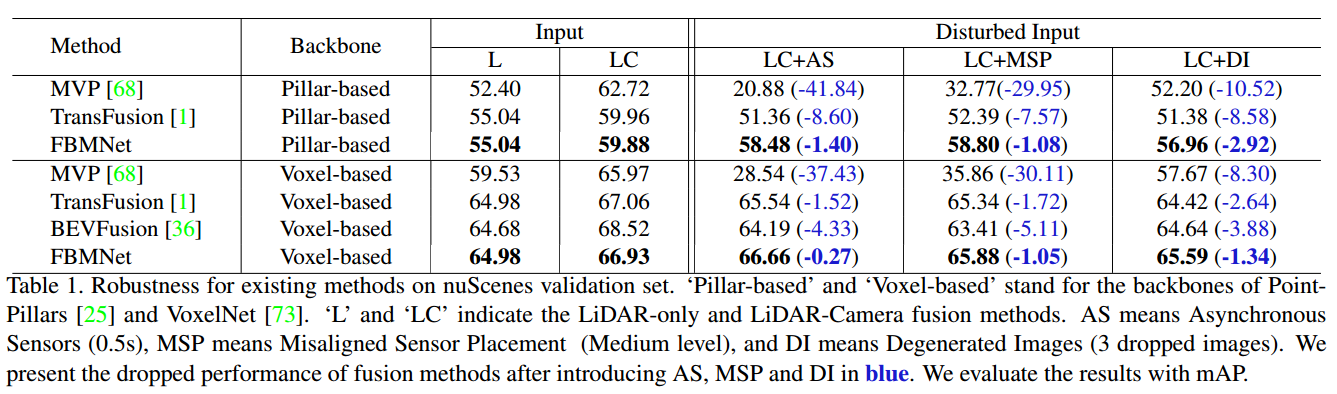 Method Backbone Input Disturbed Input
L LC LC+AS LC+MSP LC+DI
MVP [68] Pillar-based 52.40 62.72 20.88 (-41.84) 32.77(-29.95) 52.20 (-10.52)
TransFusion [1] Pillar-based 55.04 59.96 51.36 (-8.60) 52.39 (-7.57) 51.38 (-8.58)
FBMNet Pillar-based 55.04 59.88 58.48 (-1.40) 58.80 (-1.08) 56.96 (-2.92)
MVP [68] Voxel-based 59.53 65.97 28.54 (-37.43) 35.86 (-30.11) 57.67 (-8.30)
TransFusion [1] Voxel-based 64.98 67.06 65.54 (-1.52) 65.34 (-1.72) 64.42 (-2.64)
BEVFusion [36] Voxel-based 64.68 68.52 64.19 (-4.33) 63.41 (-5.11) 64.64 (-3.88)
FBMNet Voxel-based 64.98 66.93 66.66 (-0.27) 65.88 (-1.05) 65.59 (-1.34)
Table 1. Robustness for existing methods on nuScenes validation set. ‘Pillar-based’ and ‘Voxel-based’ stand for the backbones of Point-
Pillars [25] and VoxelNet [73]. ‘L’ and ‘LC’ indicate the LiDAR-only and LiDAR-Camera fusion methods. AS means Asynchronous
Sensors (0.5s), MSP means Misaligned Sensor Placement (Medium level), and DI means Degenerated Images (3 dropped images). We
present the dropped performance of fusion methods after introducing AS, MSP and DI in blue. We evaluate the results with mAP.